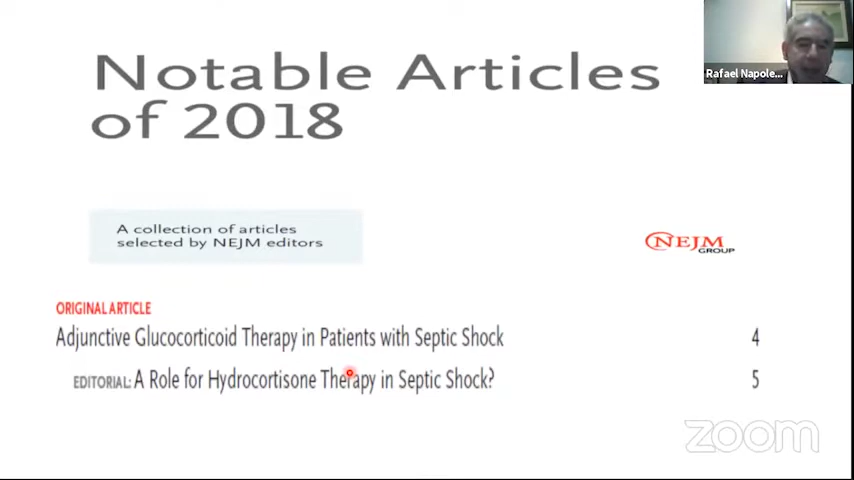 Notable Articles
of 2018
Rafael Napole...
A collection of articles
selected by NEJM editors
NEJM
GROUP
ORIGINAL ARTICLE
Adjunctive Glucocorticoid Therapy in Patients with Septic Shock 4
EDITORIAL: A Role for Hydrocortisone Therapy in Septic Shock? 5
zoom